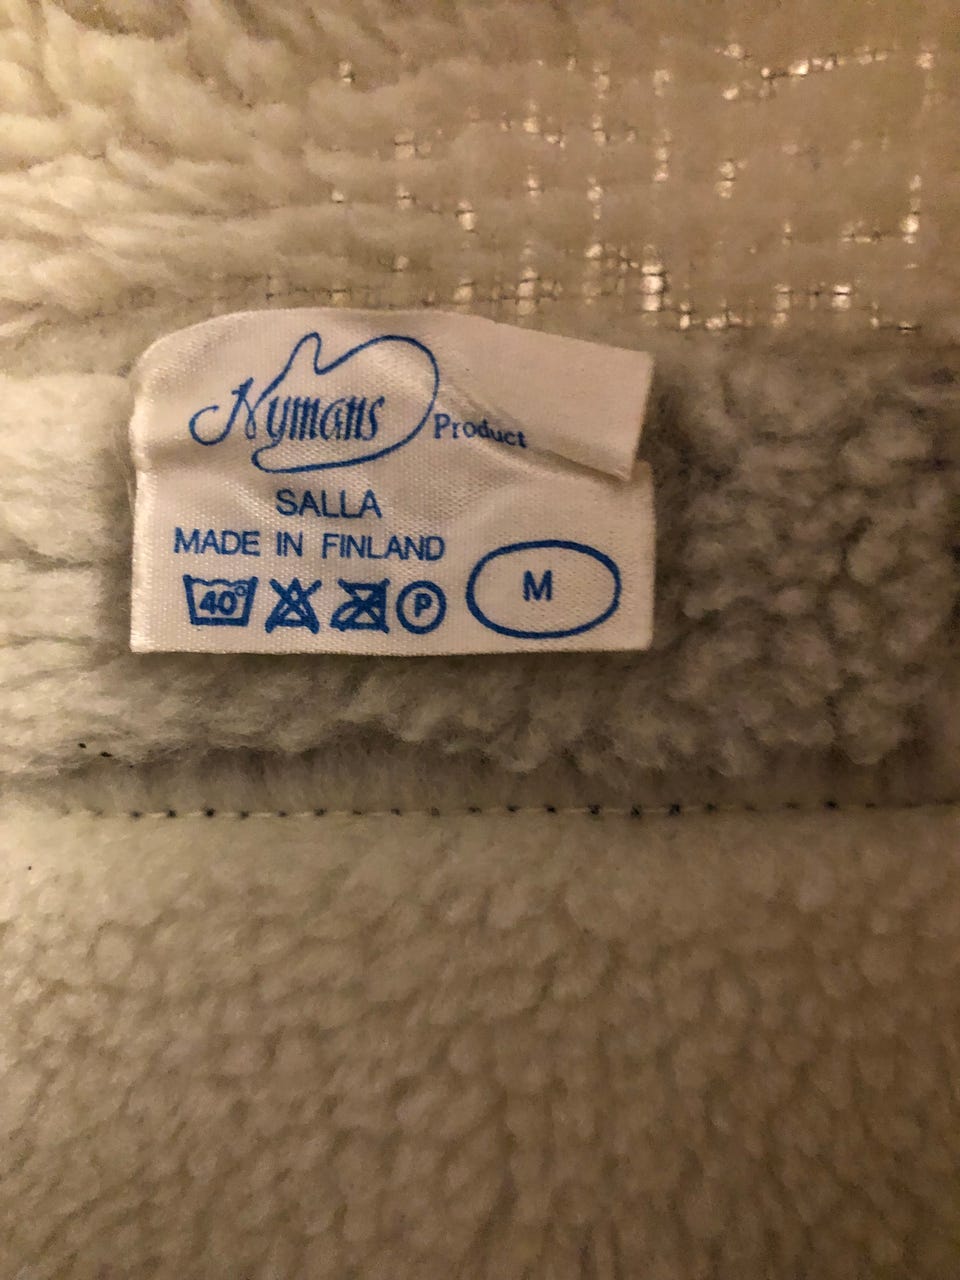 Nymans Product
SALLA
MADE IN FINLAND
40° P M